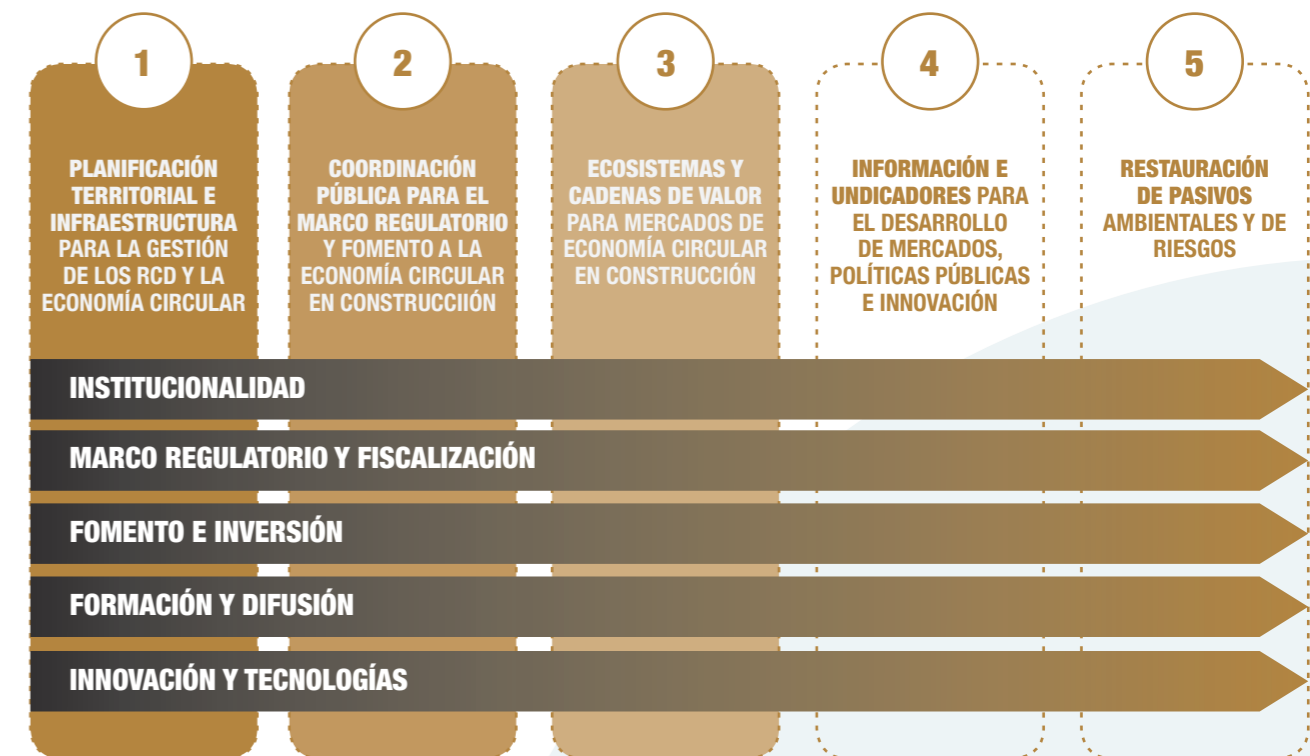 1
PLANIFICACIÓN
TERRITORIAL E
INFRAESTRUCTURA
PARA LA GESTIÓN
DE LOS RCD Y LA
ECONOMÍA CIRCULAR
2
COORDINACIÓN
PÚBLICA PARA EL
MARCO REGULATORIO
Y FOMENTO A LA
ECONOMÍA CIRCULAR
EN CONSTRUCCIIÓN
3
ECOSISTEMAS Y
CADENAS DE VALOR
PARA MERCADOS DE
ECONOMÍA CIRCULAR
EN CONSTRUCCIÓN
4
INFORMACIÓN E
UNDICADORES PARA
EL DESARROLLO
DE MERCADOS,
POLÍTICAS PÚBLICAS
E INNOVACIÓN
5
RESTAURACIÓN
DE PASIVOS
AMBIENTALES Y DE
RIESGOS
INSTITUCIONALIDAD
MARCO REGULATORIO Y FISCALIZACIÓN
FOMENTO E INVERSIÓN
FORMACIÓN Y DIFUSIÓN
INNOVACIÓN Y TECNOLOGÍAS